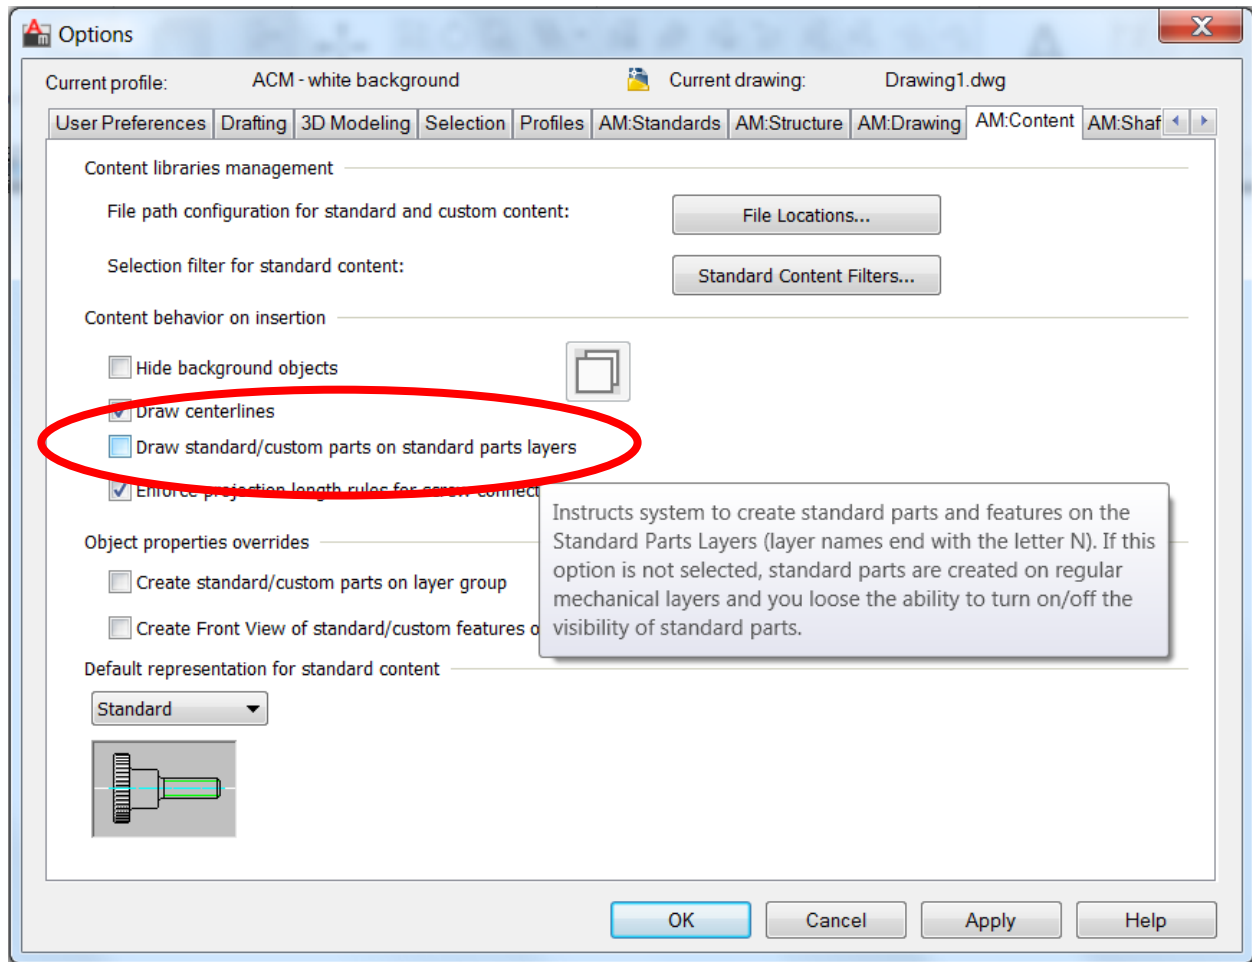 Options
Current profile: ACM - white background Current drawing: Drawing1.dwg
User Preferences Drafting 3D Modeling Selection Profiles AM:Standards AM:Structure AM:Drawing AM:Content AM:Shaf
Content libraries management
File path configuration for standard and custom content: File Locations...
Selection filter for standard content: Standard Content Filters...
Content behavior on insertion
Hide background objects
Draw centerlines
Draw standard/custom parts on standard parts layers
Enforce projection length rules for screw connect
Instructs system to create standard parts and features on the
Standard Parts Layers (layer names end with the letter N). If this
option is not selected, standard parts are created on regular
mechanical layers and you loose the ability to turn on/off the
visibility of standard parts.
Object properties overrides
Create standard/custom parts on layer group
Create Front View of standard/custom features o
Default representation for standard content
Standard
OK Cancel Apply Help